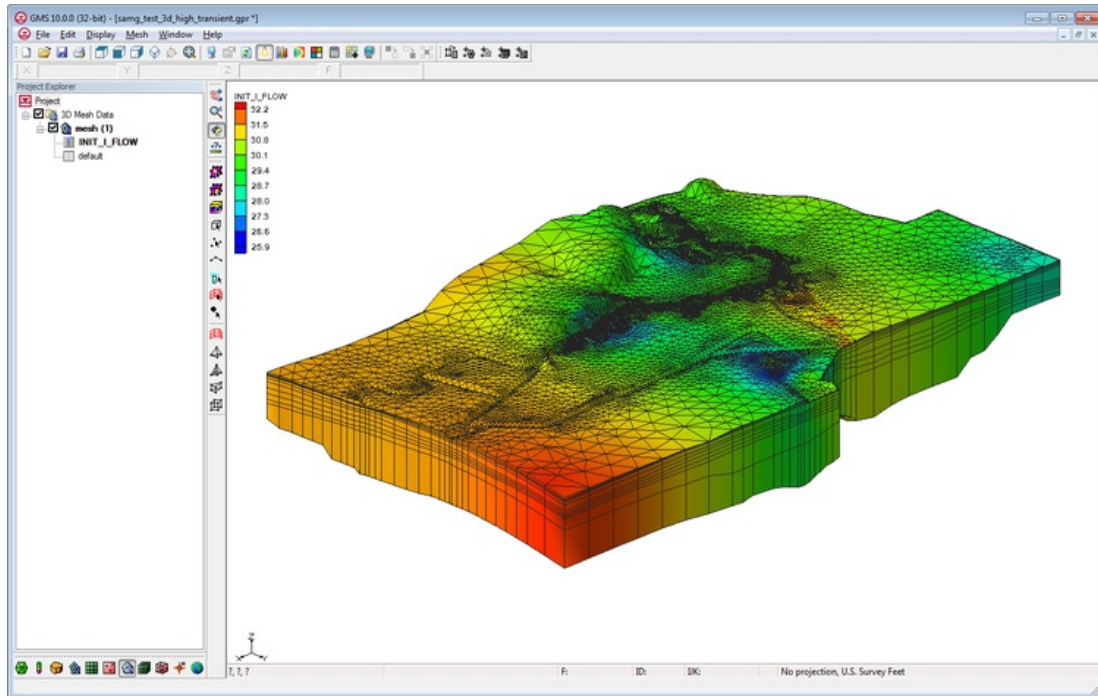 GMS 10.0.0 (32-bit) - [samg_test_3d_high_transient.gpr *]
File Edit Display Mesh Window Help
X: Y: Z: F:
Project Explorer
Project
3D Mesh Data
mesh (1)
INIT_I_FLOW
default
INIT_I_FLOW
32.2
31.5
30.8
30.1
29.4
28.7
28.0
27.3
26.6
25.9
Z
X Y
?, ?, ? F: ID: I/K: No projection, U.S. Survey Feet